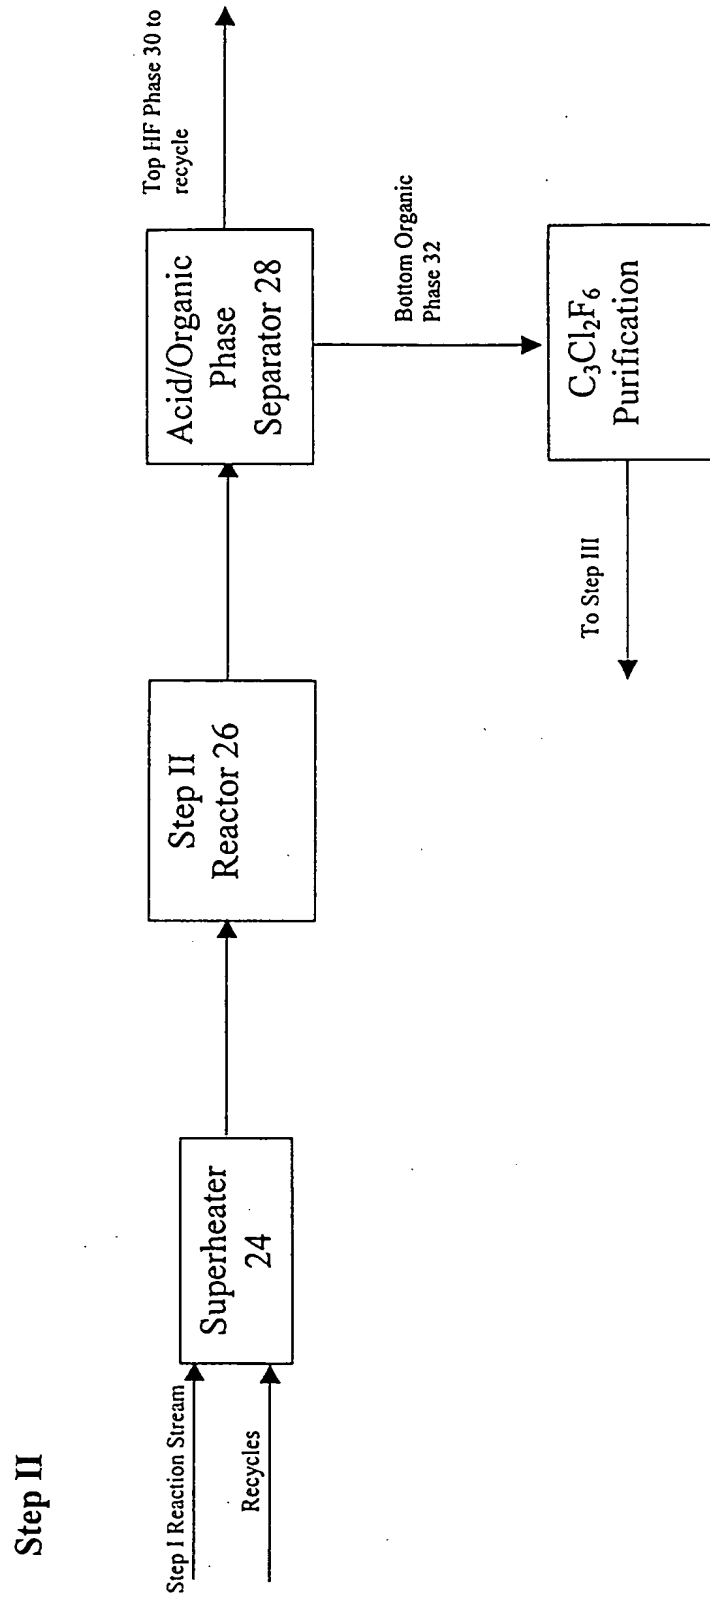 Step II
Step I Reaction Stream
Recycles
Superheater
24
Step II
Reactor 26
Acid/Organic
Phase
Separator 28
Top HF Phase 30 to
recycle
Bottom Organic
Phase 32
C₃Cl₂F₆
Purification
To Step III